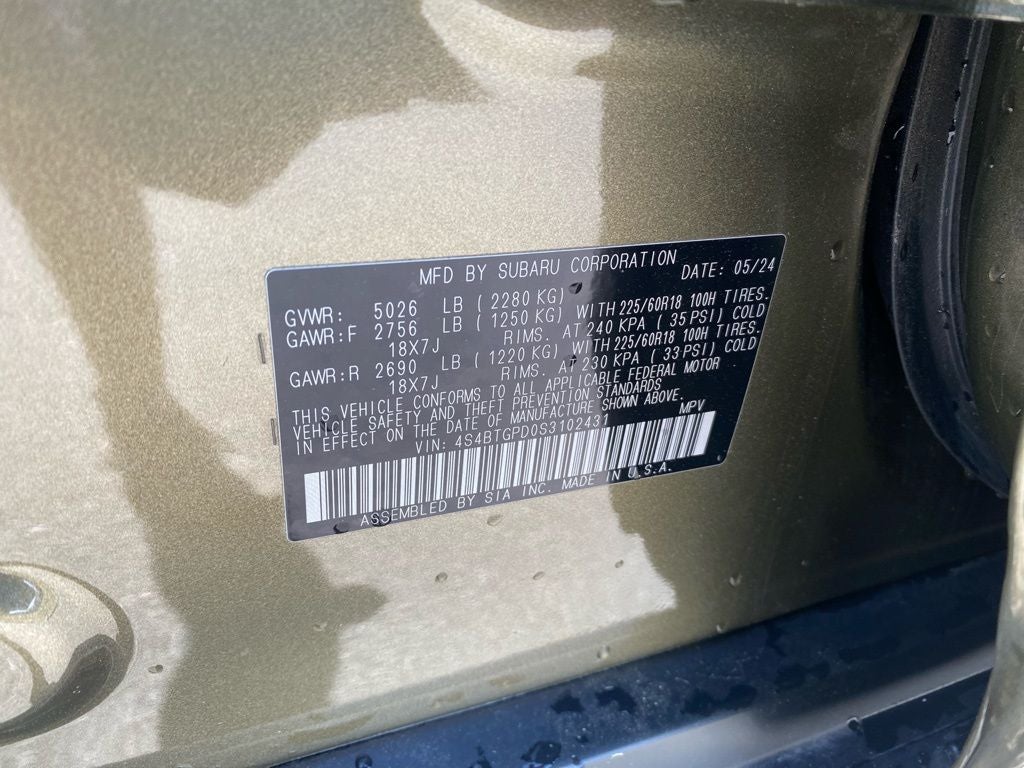 MFD BY SUBARU CORPORATION DATE: 05/24
GVWR: 5026 LB ( 2280 KG)
GAWR:F 2756 LB ( 1250 KG) WITH 225/60R18 100H TIRES.
18X7J RIMS. AT 240 KPA ( 35 PSI) COLD
GAWR:R 2690 LB ( 1220 KG) WITH 225/60R18 100H TIRES.
18X7J RIMS. AT 230 KPA ( 33 PSI) COLD
THIS VEHICLE CONFORMS TO ALL APPLICABLE FEDERAL MOTOR
VEHICLE SAFETY AND THEFT PREVENTION STANDARDS
IN EFFECT ON THE DATE OF MANUFACTURE SHOWN ABOVE.
VIN: 4S4BTGPD0S3102431 MPV
ASSEMBLED BY SIA INC. MADE IN U.S.A.